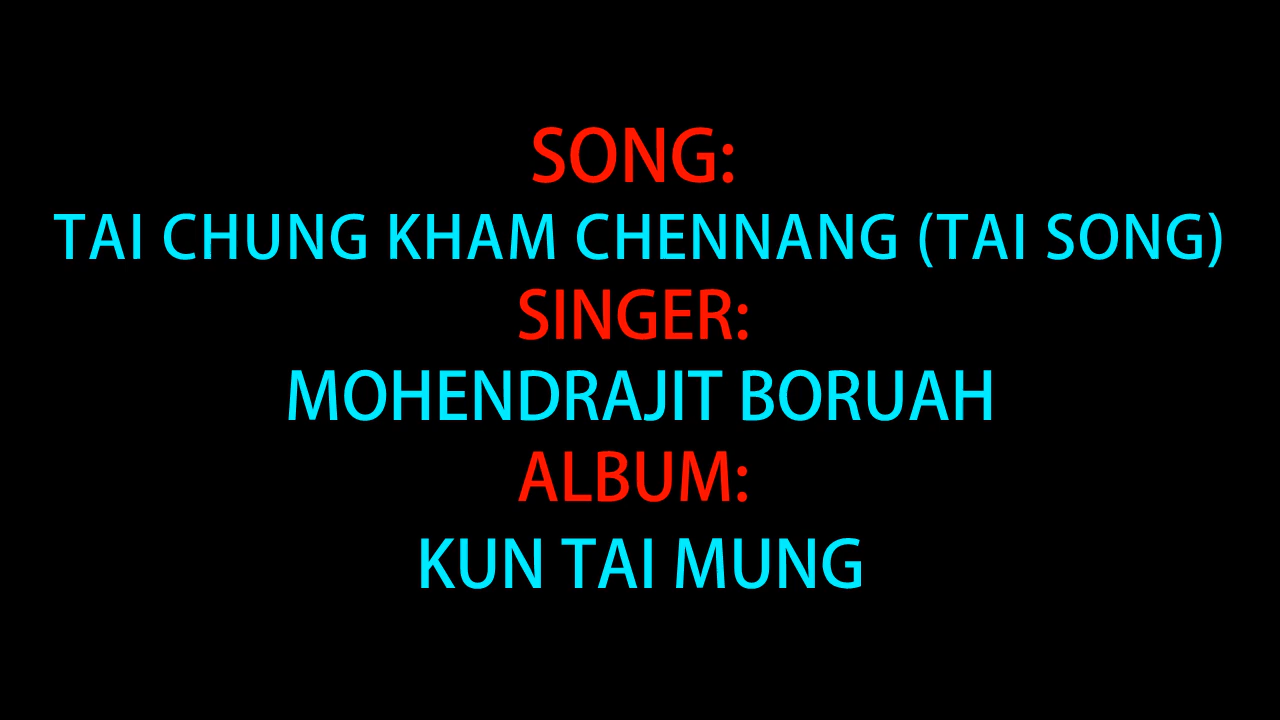 SONG:
TAI CHUNG KHAM CHENNANG (TAI SONG)
SINGER:
MOHENDRAJIT BORUAH
ALBUM:
KUN TAI MUNG